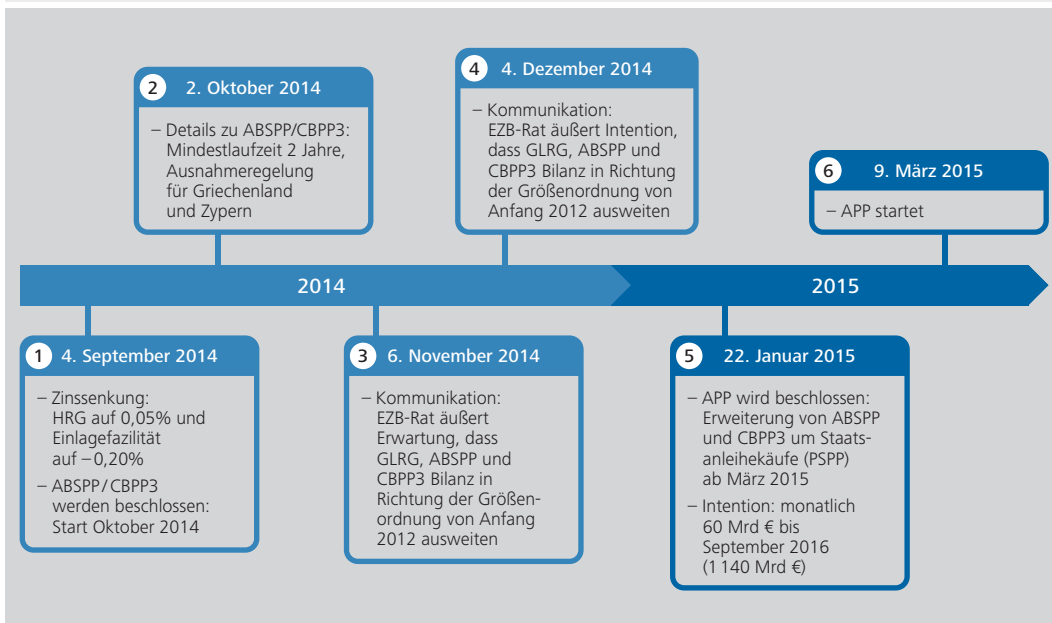 1 4. September 2014
– Zinssenkung:
HRG auf 0,05% und
Einlagefazilität
auf –0,20%
– ABSPP/CBPP3
werden beschlossen:
Start Oktober 2014
2 2. Oktober 2014
– Details zu ABSPP/CBPP3:
Mindestlaufzeit 2 Jahre,
Ausnahmeregelung
für Griechenland
und Zypern
3 6. November 2014
– Kommunikation:
EZB-Rat äußert
Erwartung, dass
GLRG, ABSPP und
CBPP3 Bilanz in
Richtung der Größen-
ordnung von Anfang
2012 ausweiten
4 4. Dezember 2014
– Kommunikation:
EZB-Rat äußert Intention,
dass GLRG, ABSPP und
CBPP3 Bilanz in Richtung
der Größenordnung von
Anfang 2012 ausweiten
2014
2015
5 22. Januar 2015
– APP wird beschlossen:
Erweiterung von ABSPP
und CBPP3 um Staats-
anleihekäufe (PSPP)
ab März 2015
– Intention: monatlich
60 Mrd € bis
September 2016
(1 140 Mrd €)
6 9. März 2015
– APP startet